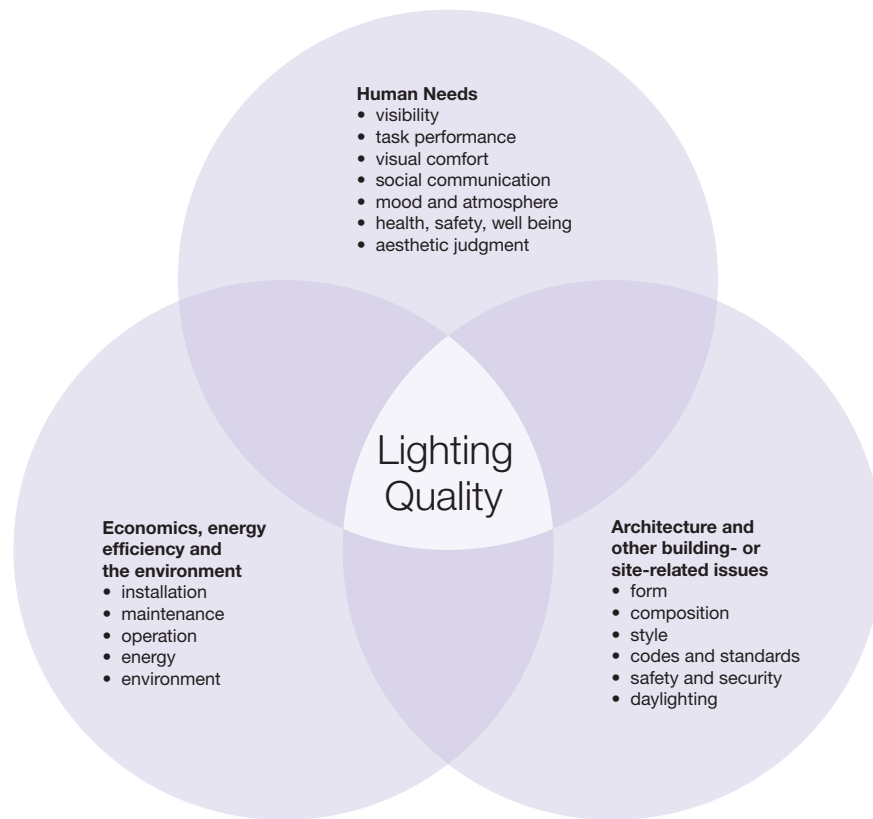 Human Needs
• visibility
• task performance
• visual comfort
• social communication
• mood and atmosphere
• health, safety, well being
• aesthetic judgment
Lighting
Quality
Economics, energy
efficiency and
the environment
• installation
• maintenance
• operation
• energy
• environment
Architecture and
other building- or
site-related issues
• form
• composition
• style
• codes and standards
• safety and security
• daylighting